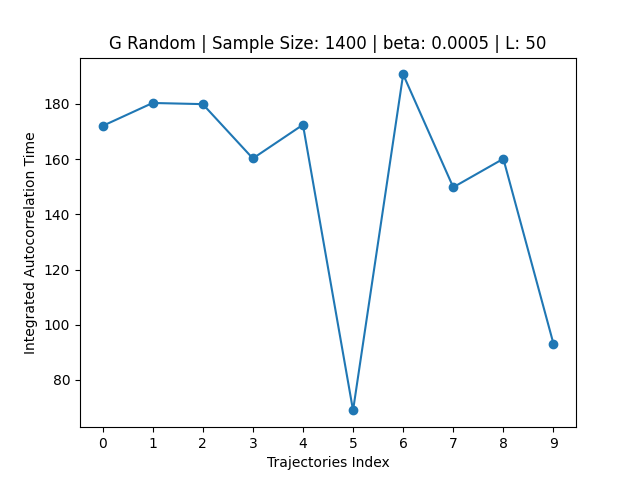 G Random | Sample Size: 1400 | beta: 0.0005 | L: 50
Integrated Autocorrelation Time
180
160
140
120
100
80
0 1 2 3 4 5 6 7 8 9
Trajectories Index